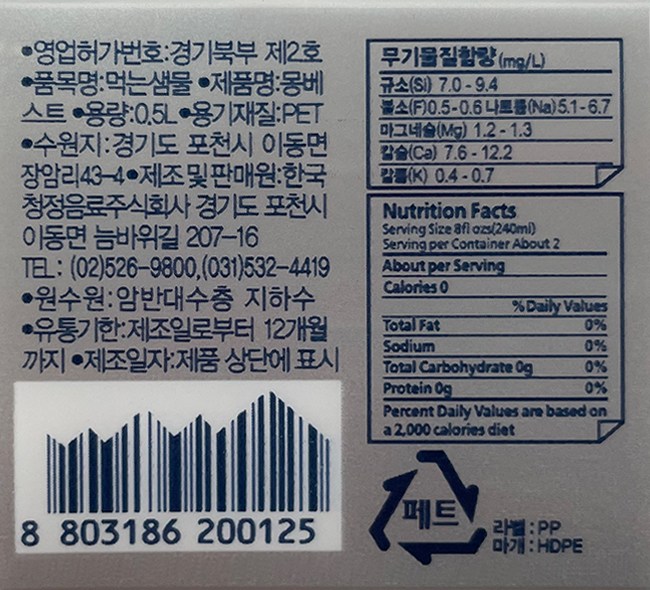 •영업허가번호:경기북부 제2호
•품목명:먹는샘물 •제품명:몽베
스트 •용량:0.5L •용기재질:PET
•수원지:경기도 포천시 이동면
장암리43-4•제조및판매원:한국
청정음료주식회사 경기도 포천시
이동면 늠바위길 207-16
TEL: (02)526-9800,(031)532-4419
•원수원:암반대수층 지하수
•유통기한:제조일로부터 12개월
까지 •제조일자:제품 상단에 표시
8 803186 200125
무기물질함량 (mg/L)
규소(Si) 7.0 - 9.4
불소(F)0.5-0.6 나트륨(Na)5.1-6.7
마그네슘(Mg) 1.2 - 1.3
칼슘(Ca) 7.6 - 12.2
칼륨(K) 0.4 - 0.7
Nutrition Facts
Serving Size 8fl ozs(240ml)
Serving per Container About 2
About per Serving
Calories 0
% Daily Values
Total Fat 0%
Sodium 0%
Total Carbohydrate 0g 0%
Protein 0g 0%
Percent Daily Values are based on
a 2,000 calories diet
페트
라벨 : PP
마개 : HDPE